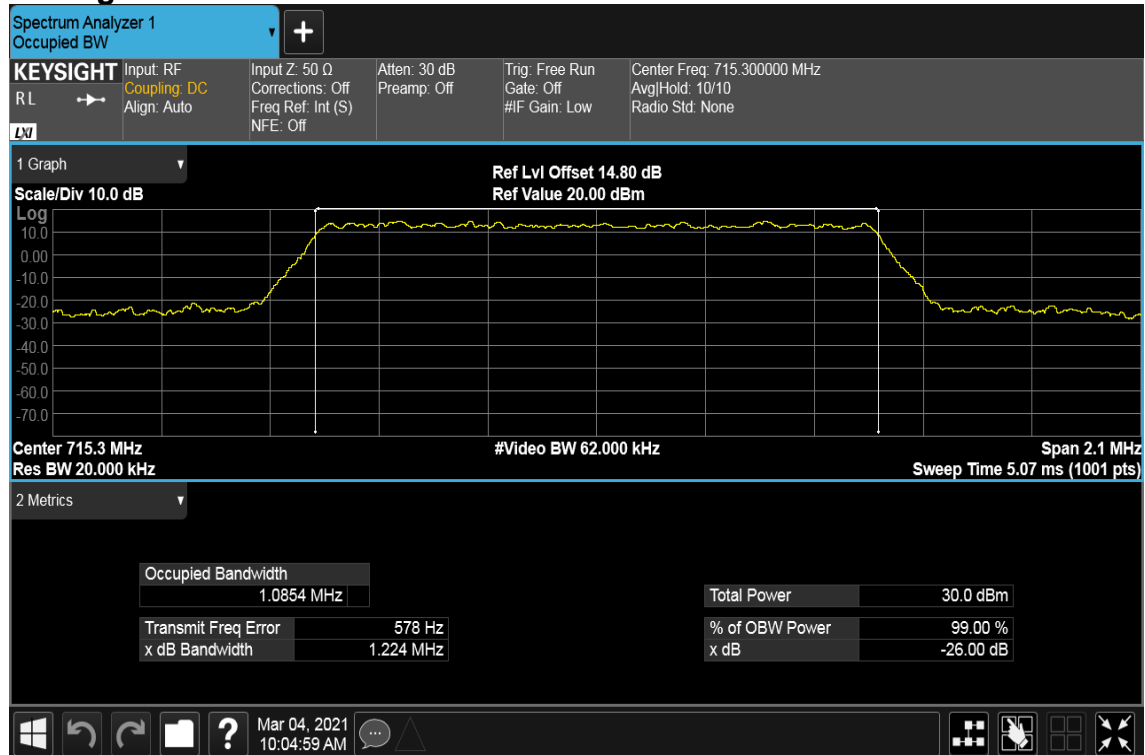 Spectrum Analyzer 1
Occupied BW
KEYSIGHT
R L
LXI
Input: RF
Coupling: DC
Align: Auto
Input Z: 50 Ω
Corrections: Off
Freq Ref: Int (S)
NFE: Off
Atten: 30 dB
Preamp: Off
Trig: Free Run
Gate: Off
#IF Gain: Low
Center Freq: 715.300000 MHz
Avg|Hold: 10/10
Radio Std: None
1 Graph
Scale/Div 10.0 dB
Ref Lvl Offset 14.80 dB
Ref Value 20.00 dBm
Log
10.0
0.00
-10.0
-20.0
-30.0
-40.0
-50.0
-60.0
-70.0
Center 715.3 MHz
#Video BW 62.000 kHz
Span 2.1 MHz
Res BW 20.000 kHz
Sweep Time 5.07 ms (1001 pts)
2 Metrics
Occupied Bandwidth
1.0854 MHz
Total Power 30.0 dBm
Transmit Freq Error 578 Hz
% of OBW Power 99.00 %
x dB Bandwidth 1.224 MHz
x dB -26.00 dB
Mar 04, 2021
10:04:59 AM